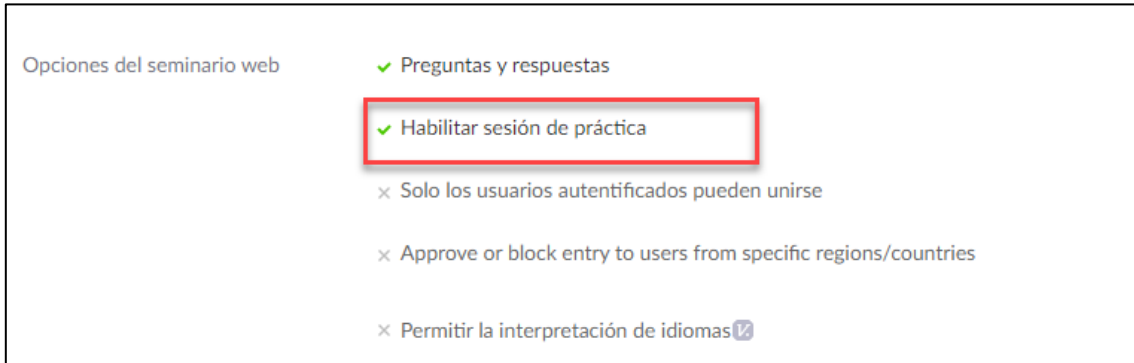 Opciones del seminario web
Preguntas y respuestas
Habilitar sesión de práctica
Solo los usuarios autentificados pueden unirse
Approve or block entry to users from specific regions/countries
Permitir la interpretación de idiomas